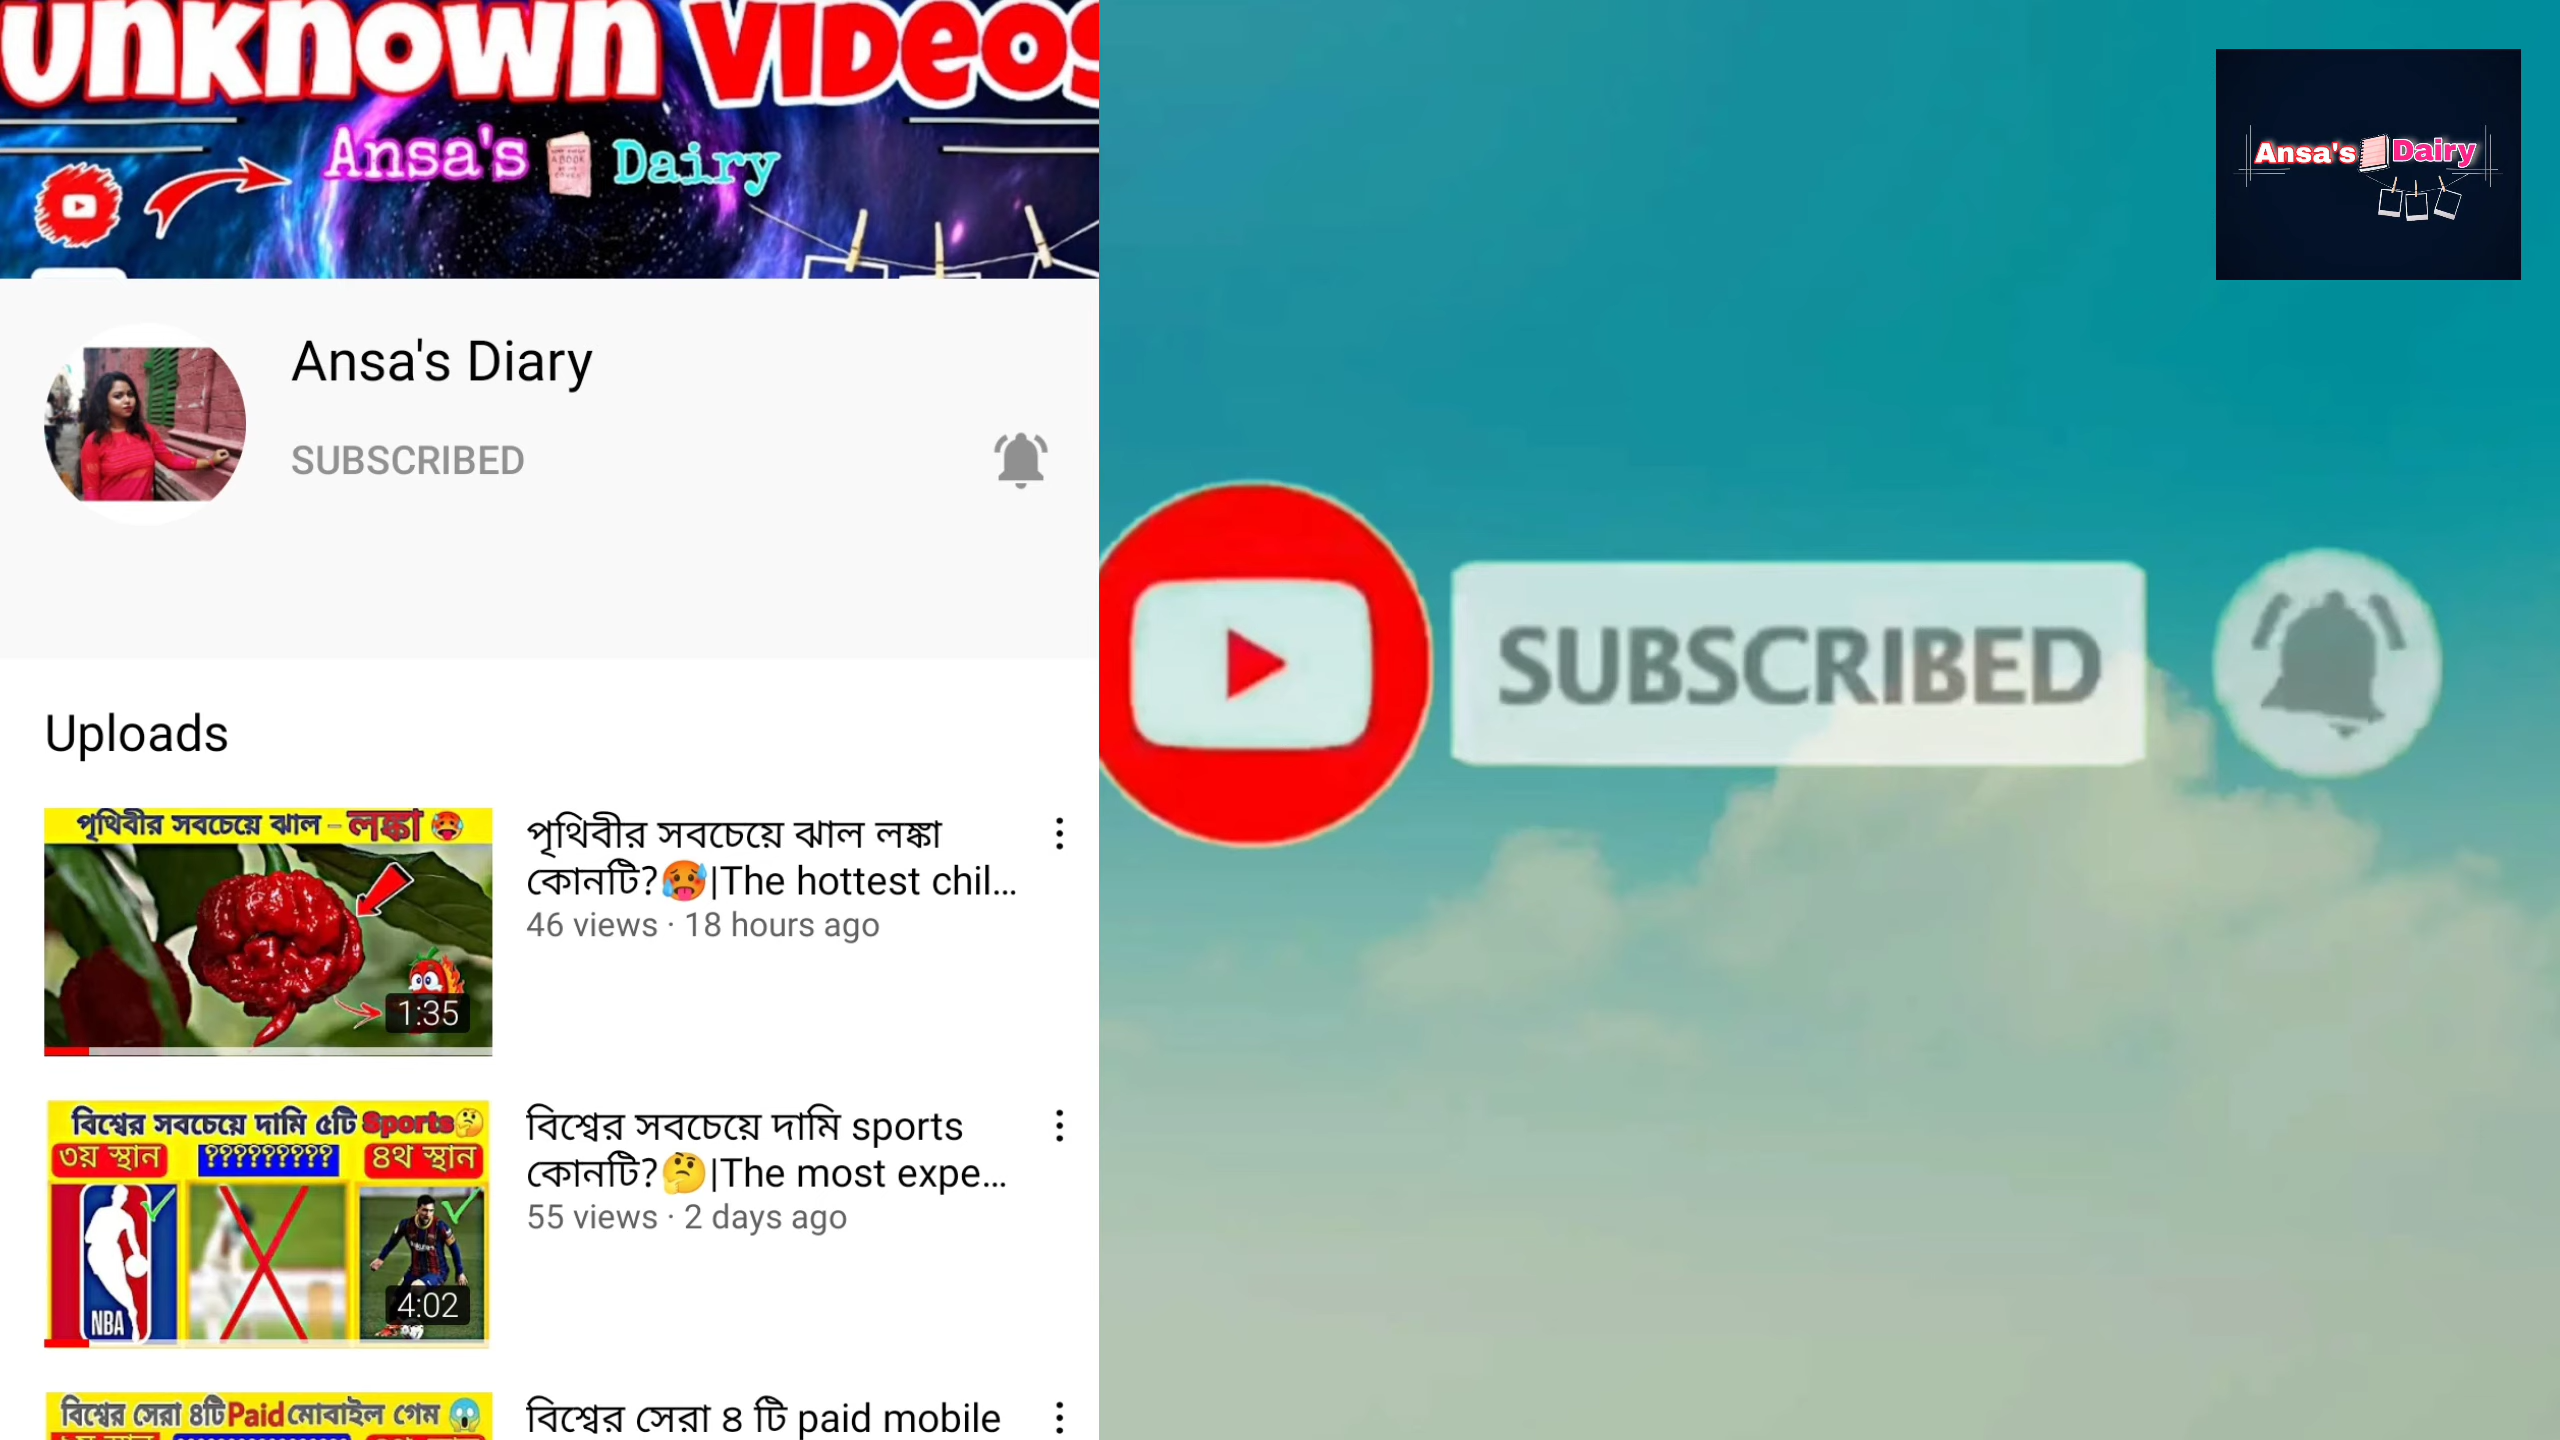 UNKNOWN VIDEOS
Ansa's Dairy
Ansa's Diary
SUBSCRIBED
Uploads
পৃথিবীর সবচেয়ে ঝাল - লঙ্কা
1:35
পৃথিবীর সবচেয়ে ঝাল লঙ্কা
কোনটি?🥵|The hottest chil...
46 views · 18 hours ago
বিশ্বের সবচেয়ে দামি ৫টি Sports🤔
৩য় স্থান ????????? ৪থ স্থান
NBA
4:02
বিশ্বের সবচেয়ে দামি sports
কোনটি?🤔|The most expe...
55 views · 2 days ago
বিশ্বের সেরা ৪টি Paid মোবাইল গেম 😱
বিশ্বের সেরা ৪ টি paid mobile
Ansa's Dairy
SUBSCRIBED